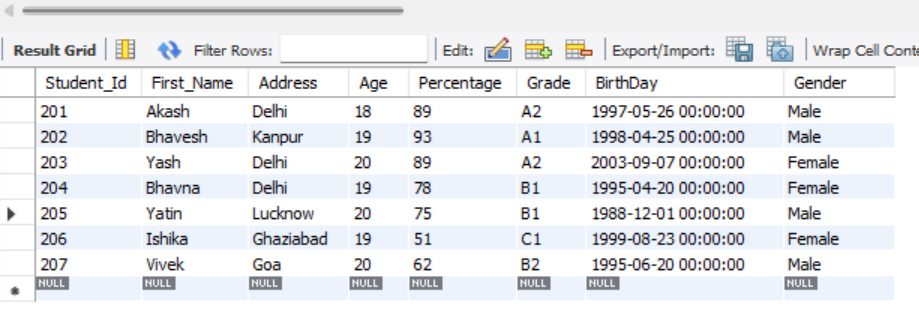 Result Grid Filter Rows: Edit: Export/Import: Wrap Cell Conte
Student_Id First_Name Address Age Percentage Grade BirthDay Gender
201 Akash Delhi 18 89 A2 1997-05-26 00:00:00 Male
202 Bhavesh Kanpur 19 93 A1 1998-04-25 00:00:00 Male
203 Yash Delhi 20 89 A2 2003-09-07 00:00:00 Female
204 Bhavna Delhi 19 78 B1 1995-04-20 00:00:00 Female
205 Yatin Lucknow 20 75 B1 1988-12-01 00:00:00 Male
206 Ishika Ghaziabad 19 51 C1 1999-08-23 00:00:00 Female
207 Vivek Goa 20 62 B2 1995-06-20 00:00:00 Male
NULL NULL NULL NULL NULL NULL NULL NULL